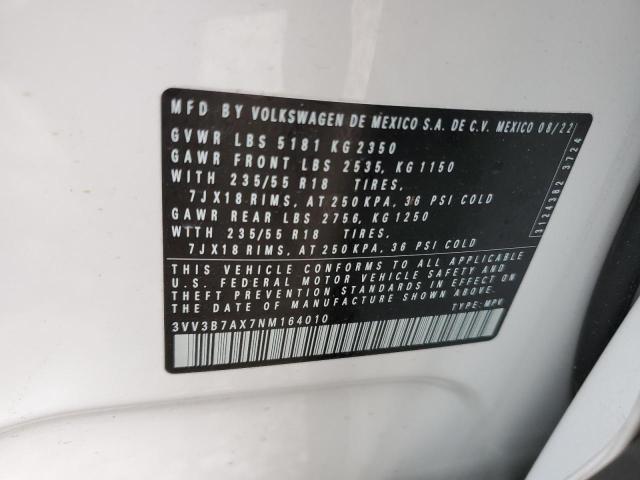 MFD BY VOLKSWAGEN DE MEXICO S.A. DE C.V. MEXICO 08/22
GVWR LBS 5181 KG 2350
GAWR FRONT LBS 2535, KG 1150
WITH 235/55 R18 TIRES,
7JX18 RIMS, AT 250 KPA, 36 PSI COLD
GAWR REAR LBS 2756, KG 1250
WITH 235/55 R18 TIRES,
7JX18 RIMS, AT 250 KPA, 36 PSI COLD
THIS VEHICLE CONFORMS TO ALL APPLICABLE
U.S. FEDERAL MOTOR VEHICLE SAFETY AND
THEFT PREVENTION STANDARDS IN EFFECT ON
THE DATE OF MANUFACTURE SHOWN ABOVE.
3VV3B7AX7NM164010 TYPE: MPV
3124382 3724